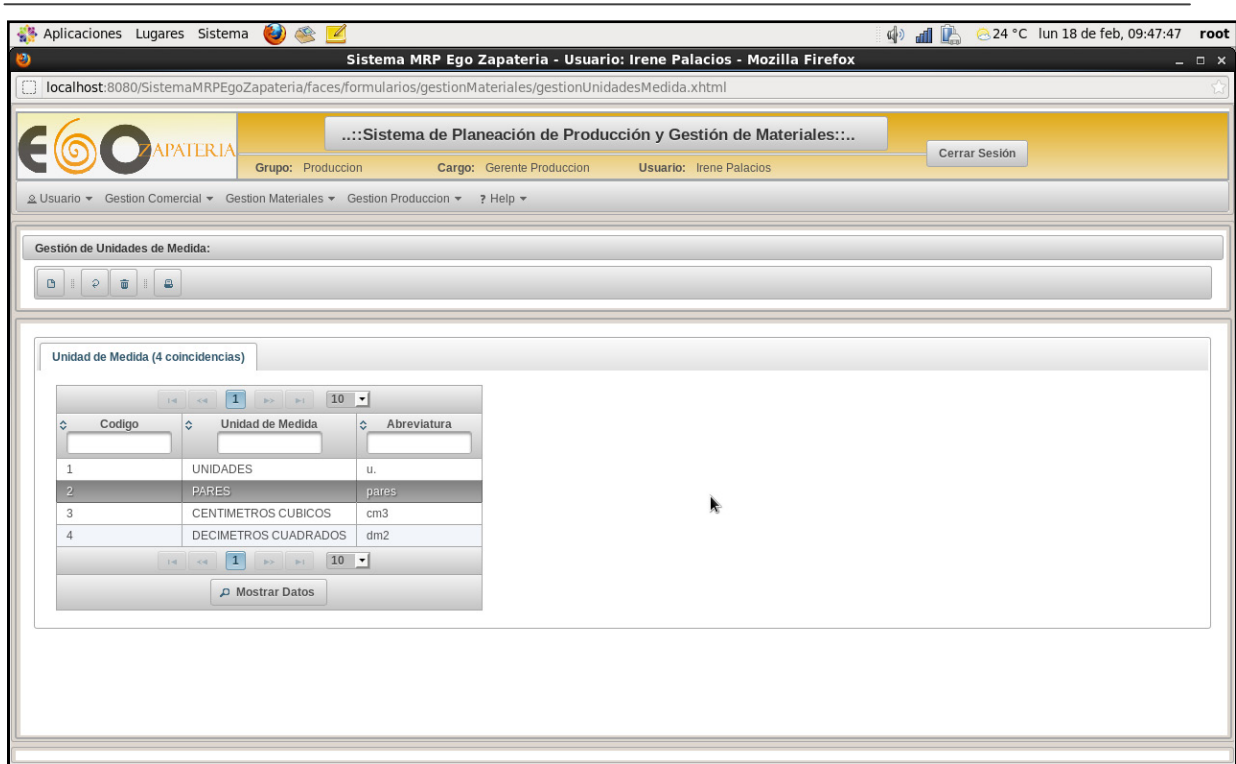 Aplicaciones Lugares Sistema 24 °C lun 18 de feb, 09:47:47 root
Sistema MRP Ego Zapateria - Usuario: Irene Palacios - Mozilla Firefox
localhost:8080/SistemaMRPEgoZapateria/faces/formularios/gestionMateriales/gestionUnidadesMedida.xhtml
EGO ZAPATERIA
..::Sistema de Planeación de Producción y Gestión de Materiales::..
Cerrar Sesión
Grupo: Produccion Cargo: Gerente Produccion Usuario: Irene Palacios
Usuario Gestion Comercial Gestion Materiales Gestion Produccion ? Help
Gestión de Unidades de Medida:
Unidad de Medida (4 coincidencias)
1 10
Codigo Unidad de Medida Abreviatura
1 UNIDADES u.
2 PARES pares
3 CENTIMETROS CUBICOS cm3
4 DECIMETROS CUADRADOS dm2
1 10
Mostrar Datos